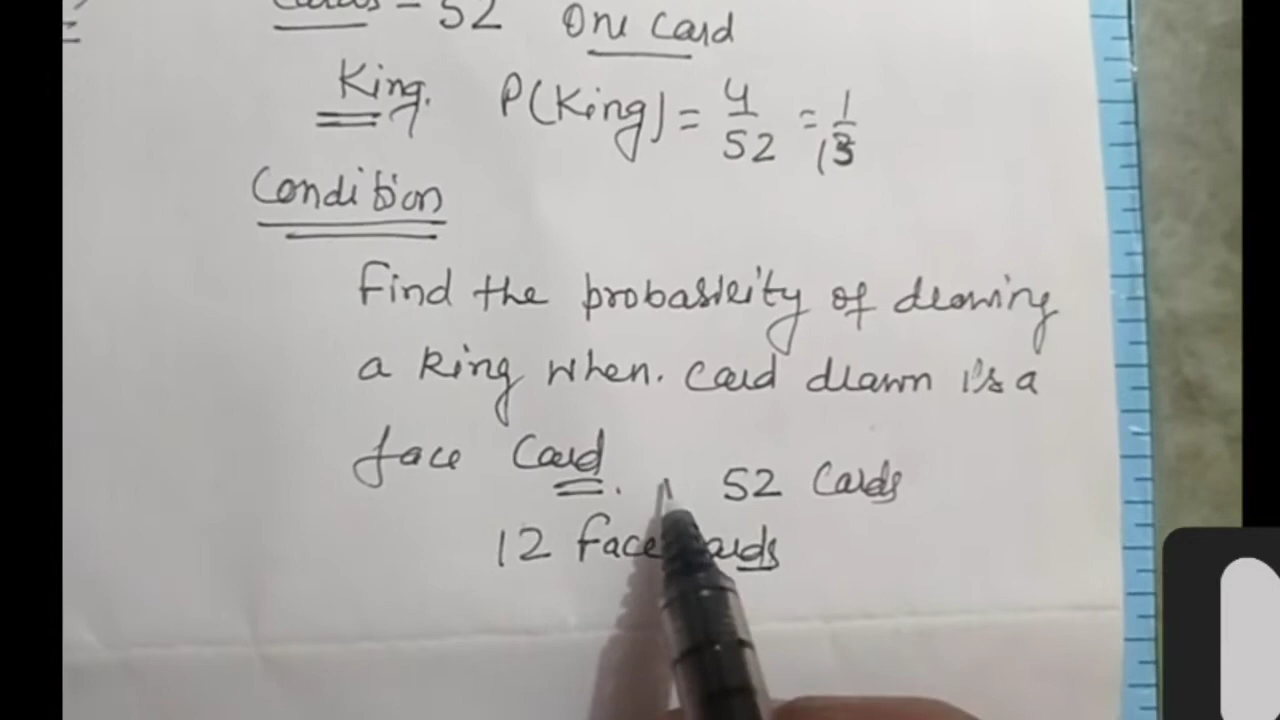 Cards = 52 One Card
King. P(King) = 4/52 = 1/13
Condition
Find the probability of drawing
a King when. Card drawn is a
face Card.
52 Cards
12 face Cards